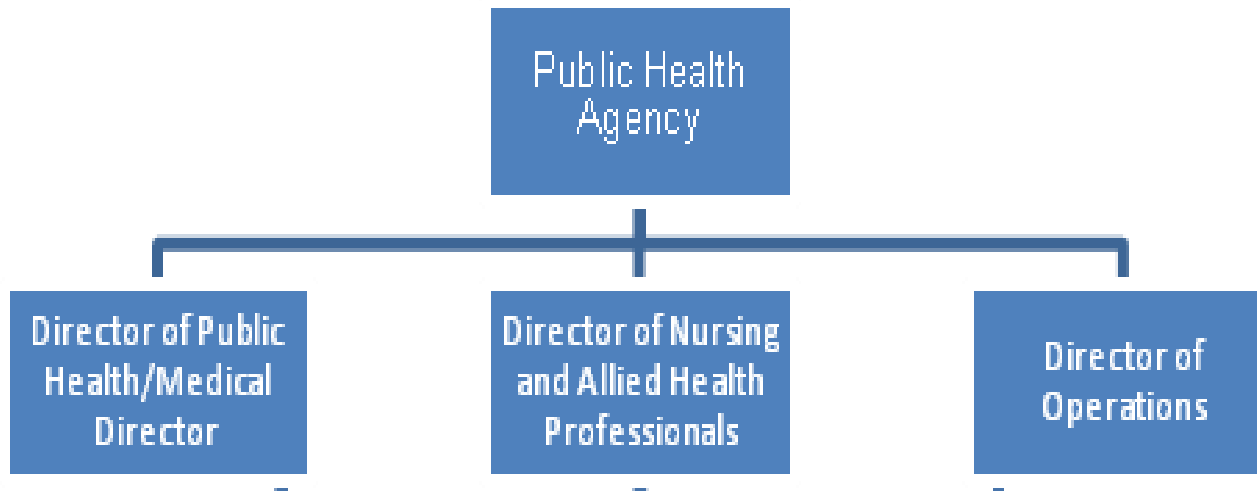 Public Health
Agency
Director of Public
Health/Medical
Director
Director of Nursing
and Allied Health
Professionals
Director of
Operations